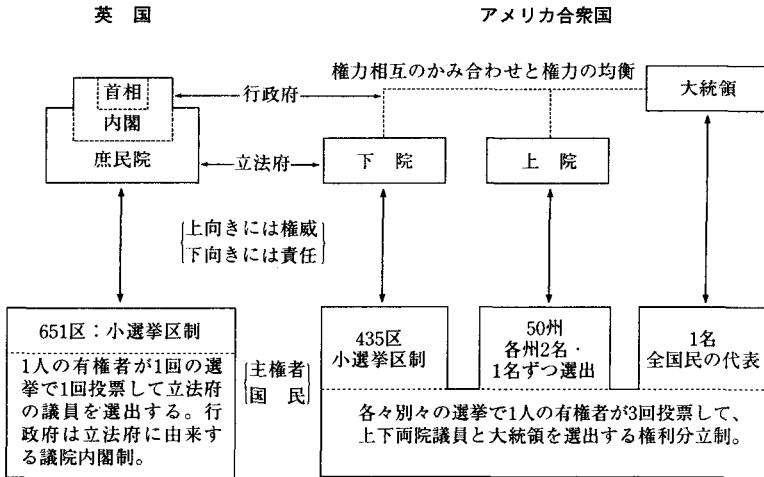 英国
アメリカ合衆国
権力相互のかみ合わせと権力の均衡
首相
内閣
庶民院
行政府
立法府
下院
上院
大統領
上向きには権威
下向きには責任
651区：小選挙区制
1人の有権者が1回の選
挙で1回投票して立法府
の議員を選出する。行
政府は立法府に由来す
る議院内閣制。
主権者
国民
435区
小選挙区制
50州
各州2名・
1名ずつ選出
1名
全国民の代表
各々別々の選挙で1人の有権者が3回投票して、
上下両院議員と大統領を選出する権利分立制。